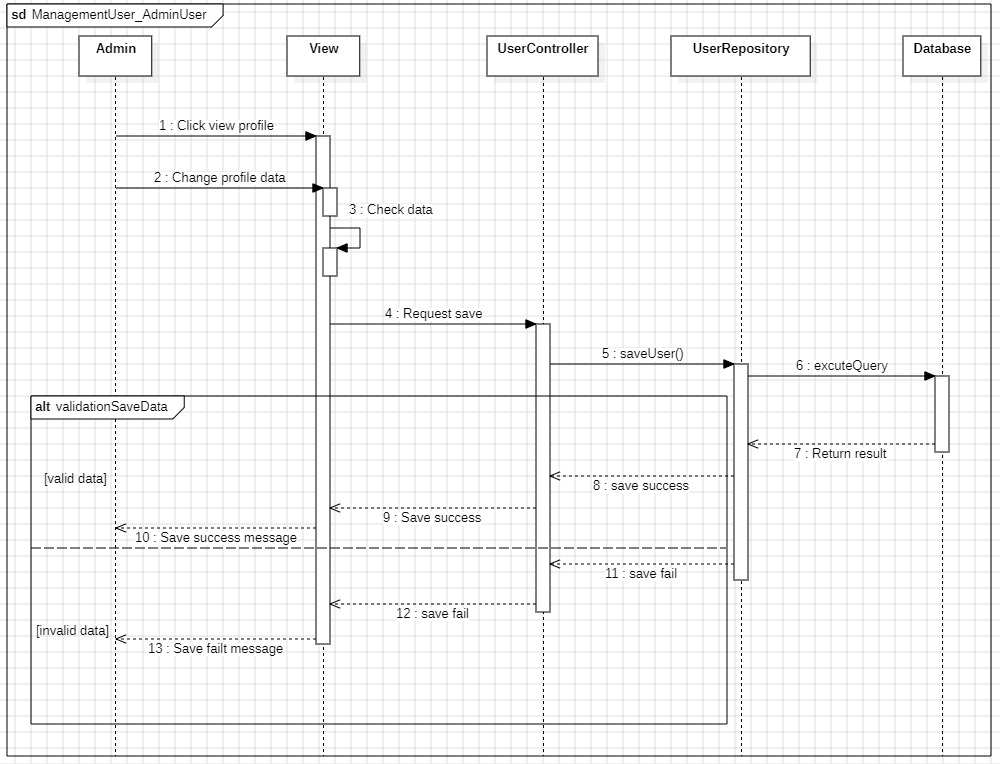 sd ManagementUser_AdminUser
Admin
View
UserController
UserRepository
Database
1 : Click view profile
2 : Change profile data
3 : Check data
4 : Request save
5 : saveUser()
6 : excuteQuery
alt validationSaveData
7 : Return result
[valid data]
8 : save success
9 : Save success
10 : Save success message
11 : save fail
12 : save fail
[invalid data]
13 : Save failt message